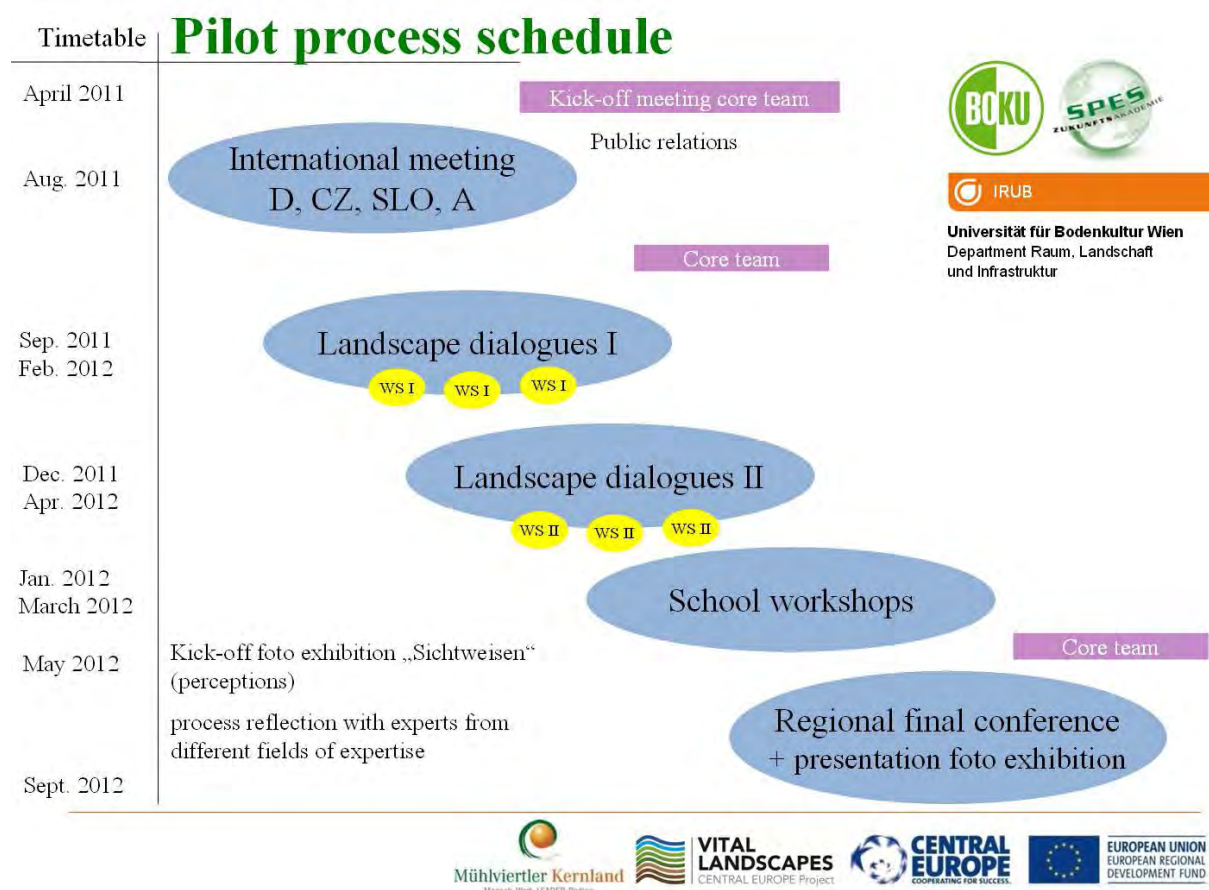 Timetable
Pilot process schedule
April 2011
Kick-off meeting core team
Public relations
International meeting
D, CZ, SLO, A
Aug. 2011
Core team
BOKU
SPES
ZUKUNFTSAKADEMIE
IRUB
Universität für Bodenkultur Wien
Department Raum, Landschaft
und Infrastruktur
Sep. 2011
Feb. 2012
Landscape dialogues I
WS I
WS I
WS I
Dec. 2011
Apr. 2012
Landscape dialogues II
WS II
WS II
WS II
Jan. 2012
March 2012
School workshops
May 2012
Kick-off foto exhibition „Sichtweisen“
(perceptions)
process reflection with experts from
different fields of expertise
Core team
Regional final conference
+ presentation foto exhibition
Sept. 2012
Mühlviertler Kernland
VITAL
LANDSCAPES
CENTRAL EUROPE Project
CENTRAL
EUROPE
COOPERATING FOR SUCCESS.
EUROPEAN UNION
EUROPEAN REGIONAL
DEVELOPMENT FUND